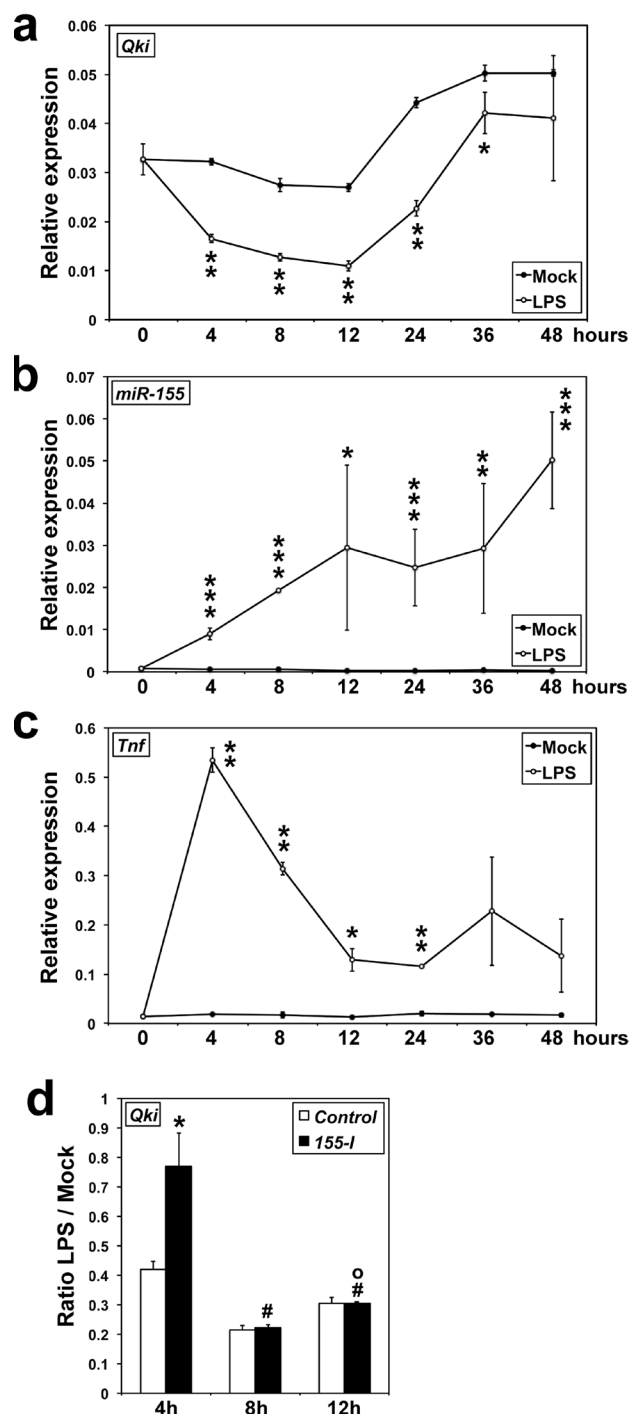 a
Qki
Relative expression
0.06
0.05
0.04
0.03
0.02
0.01
0
**
**
**
**
*
Mock
LPS
0 4 8 12 24 36 48 hours
b
miR-155
Relative expression
0.07
0.06
0.05
0.04
0.03
0.02
0.01
0
***
***
*
***
**
***
Mock
LPS
0 4 8 12 24 36 48 hours
c
Tnf
Relative expression
0.6
0.5
0.4
0.3
0.2
0.1
0
**
**
*
**
Mock
LPS
0 4 8 12 24 36 48 hours
d
Qki
Ratio LPS / Mock
1
0.9
0.8
0.7
0.6
0.5
0.4
0.3
0.2
0.1
0
Control
155-I
*
#
o
#
4h 8h 12h